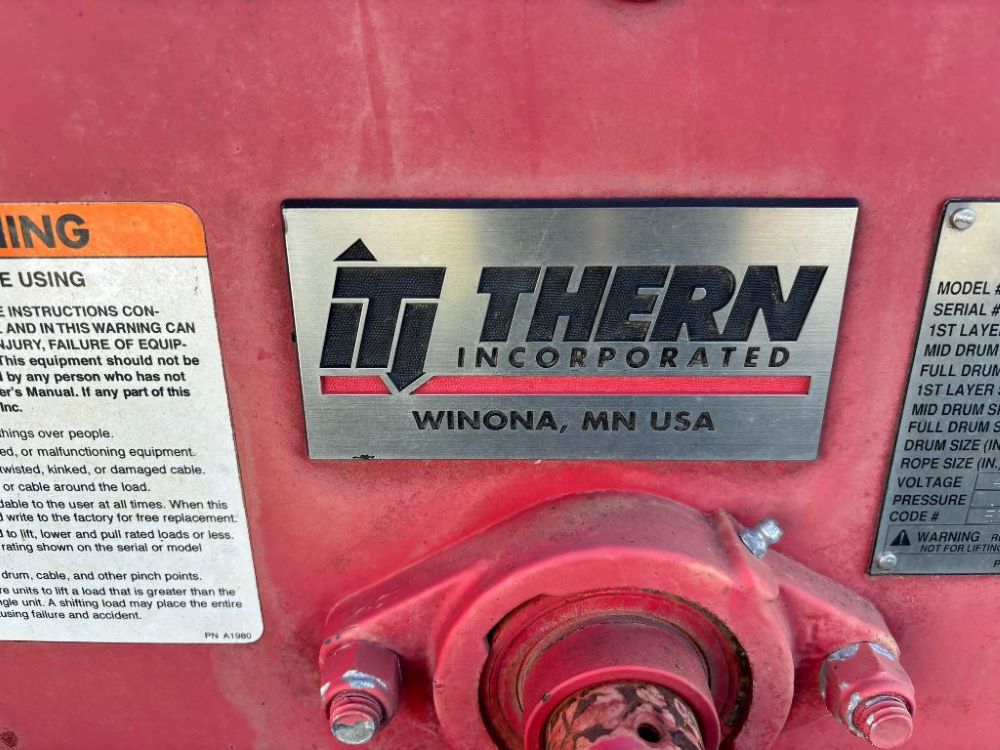 E USING
E INSTRUCTIONS CON-
AND IN THIS WARNING CAN
NJURY, FAILURE OF EQUIP-
This equipment should not be
d by any person who has not
er's Manual. If any part of this
Inc.
things over people.
ed, or malfunctioning equipment.
twisted, kinked, or damaged cable.
or cable around the load.
dable to the user at all times. When this
d write to the factory for free replacement.
d to lift, lower and pull rated loads or less.
rating shown on the serial or model
drum, cable, and other pinch points.
re units to lift a load that is greater than the
ngle unit. A shifting load may place the entire
using failure and accident.
PN A1980
THERN
INCORPORATED
WINONA, MN USA
MODEL #
SERIAL #
1ST LAYER
MID DRUM
FULL DRUM
1ST LAYER
MID DRUM S
FULL DRUM S
DRUM SIZE (IN
ROPE SIZE (IN.
VOLTAGE
PRESSURE
CODE #
WARNING
NOT FOR LIFTING